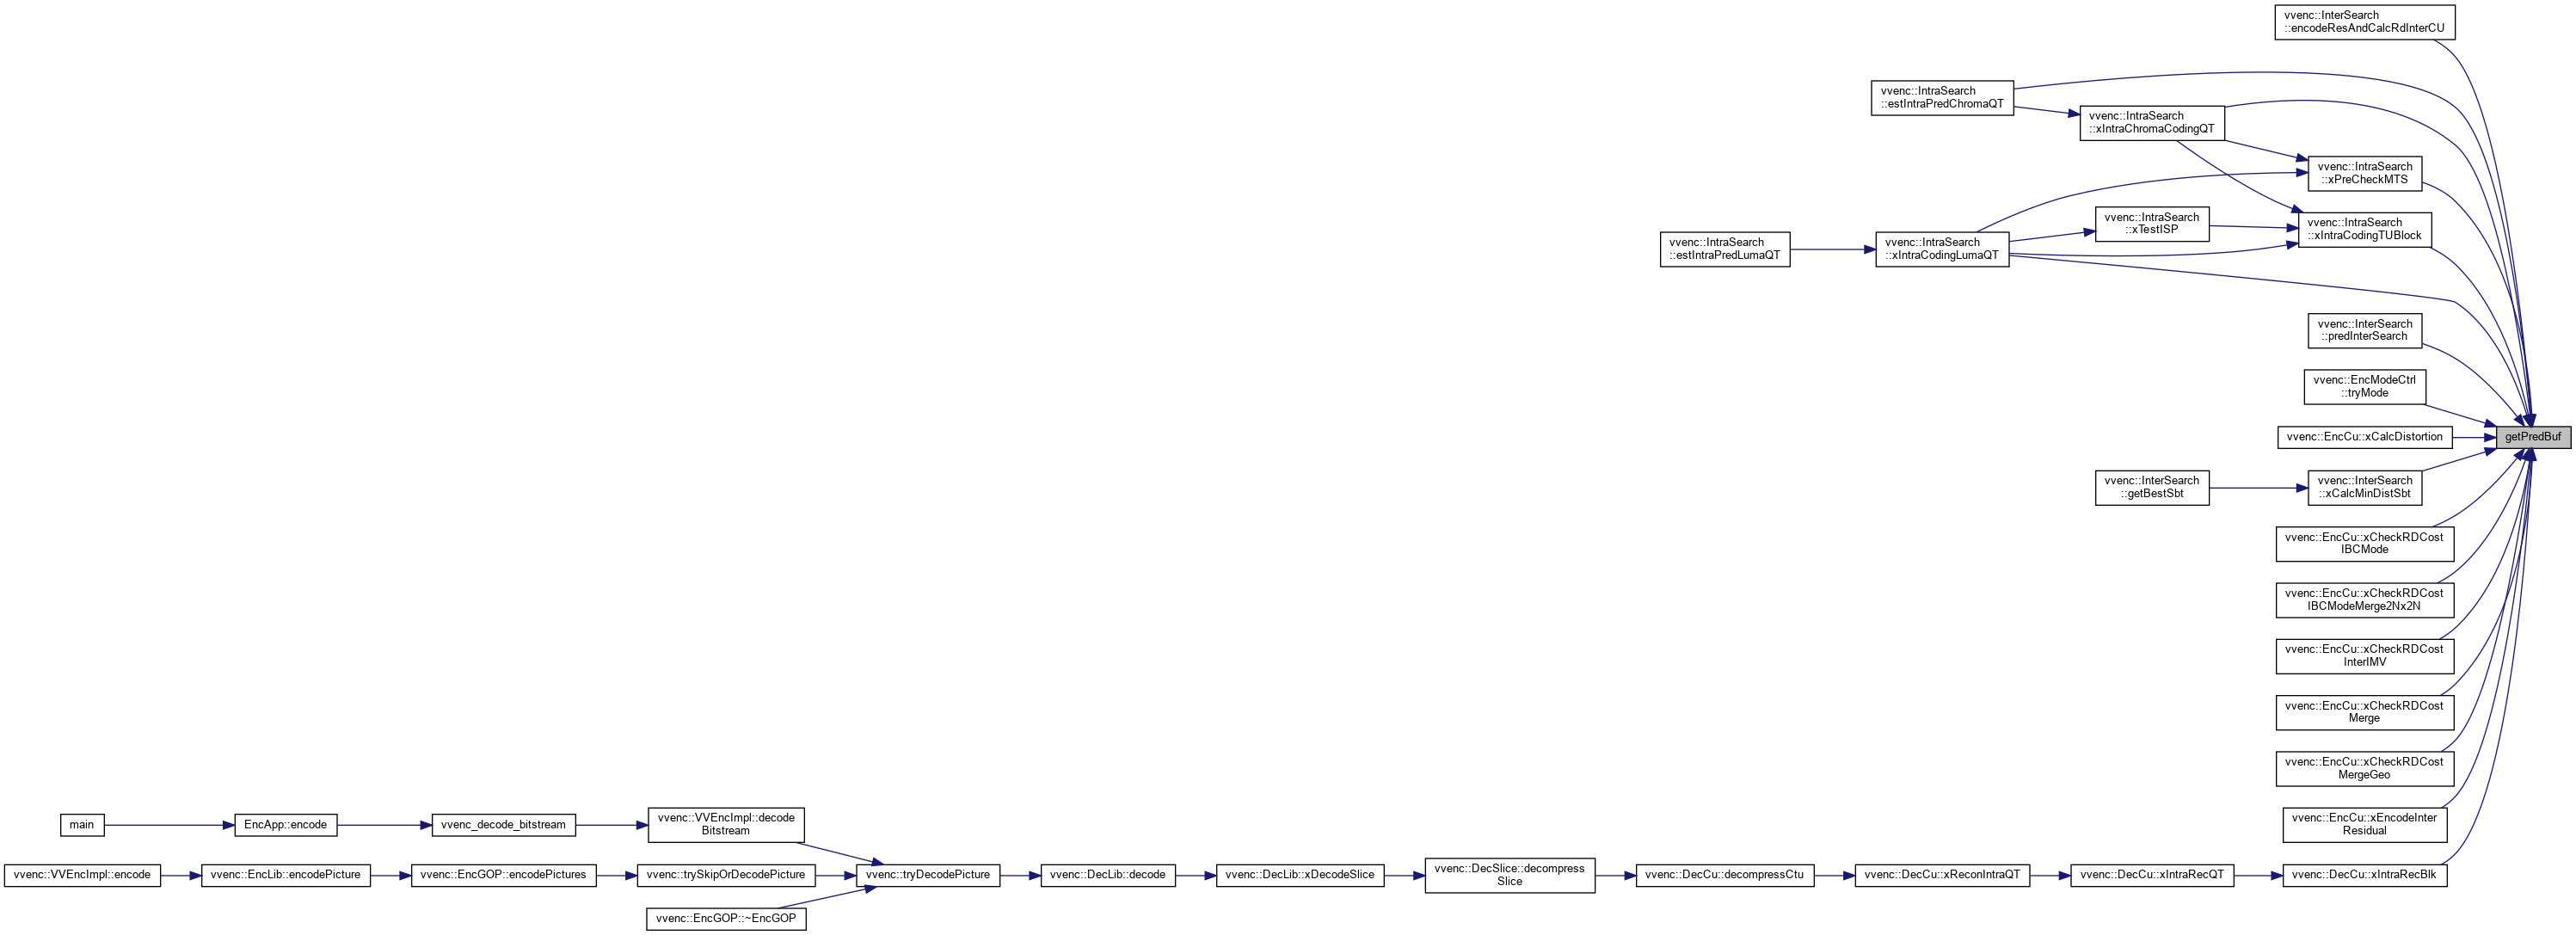 vvenc::InterSearch
::encodeResAndCalcRdInterCU
vvenc::IntraSearch
::estIntraPredChromaQT
vvenc::IntraSearch
::xIntraChromaCodingQT
vvenc::IntraSearch
::xPreCheckMTS
vvenc::IntraSearch
::xTestISP
vvenc::IntraSearch
::xIntraCodingTUBlock
vvenc::IntraSearch
::estIntraPredLumaQT
vvenc::IntraSearch
::xIntraCodingLumaQT
vvenc::InterSearch
::predInterSearch
vvenc::EncModeCtrl
::tryMode
vvenc::EncCu::xCalcDistortion
getPredBuf
vvenc::InterSearch
::getBestSbt
vvenc::InterSearch
::xCalcMinDistSbt
vvenc::EncCu::xCheckRDCost
IBCMode
vvenc::EncCu::xCheckRDCost
IBCModeMerge2Nx2N
vvenc::EncCu::xCheckRDCost
InterIMV
vvenc::EncCu::xCheckRDCost
Merge
vvenc::EncCu::xCheckRDCost
MergeGeo
main
EncApp::encode
vvenc_decode_bitstream
vvenc::VVEncImpl::decode
Bitstream
vvenc::EncCu::xEncodeInter
Residual
vvenc::VVEncImpl::encode
vvenc::EncLib::encodePicture
vvenc::EncGOP::encodePictures
vvenc::trySkipOrDecodePicture
vvenc::tryDecodePicture
vvenc::DecLib::decode
vvenc::DecLib::xDecodeSlice
vvenc::DecSlice::decompress
Slice
vvenc::DecCu::decompressCtu
vvenc::DecCu::xReconIntraQT
vvenc::DecCu::xIntraRecQT
vvenc::DecCu::xIntraRecBlk
vvenc::EncGOP::~EncGOP